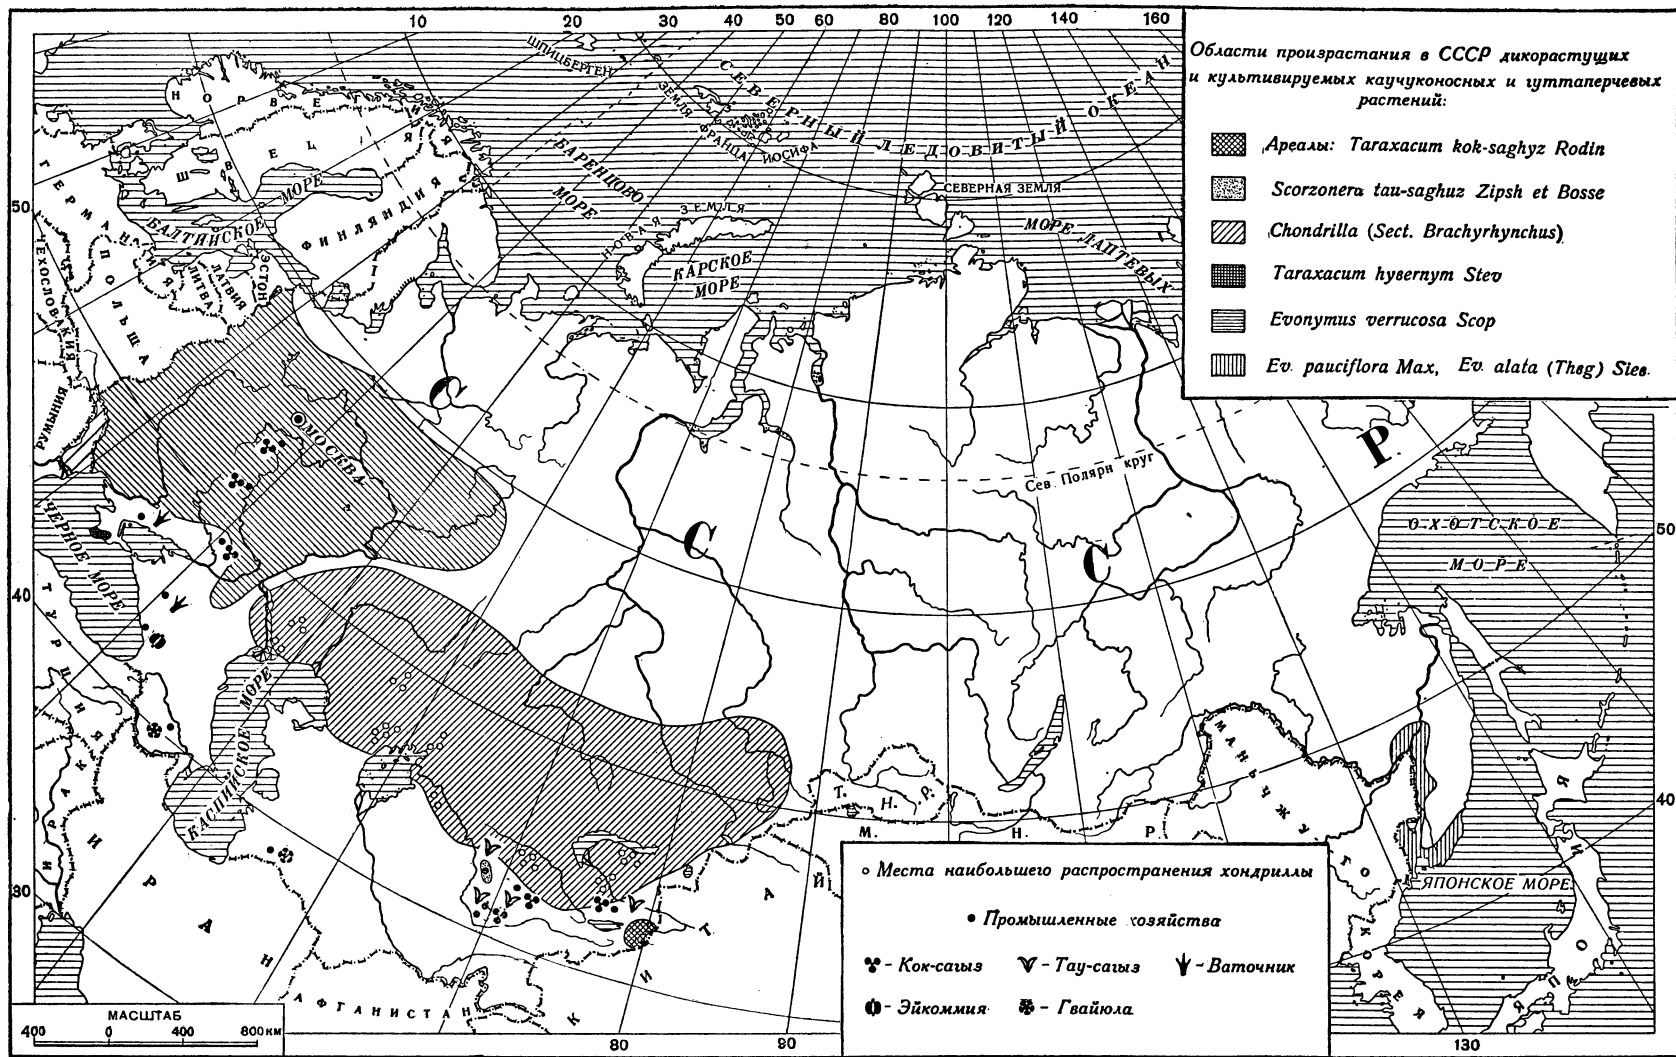 10 20 30 40 50 60 80 100 120 140 160
Области произрастания в СССР дикорастущих
и культивируемых каучуконосных и гуттаперчевых
растений:
Ареалы: Taraxacum kok-saghyz Rodin
Scorzonera tau-saghuz Zipsh et Bosse
Chondrilla (Sect. Brachyrhynchus)
Taraxacum hyвernym Stev
Evonymus verrucosa Scop
Ev. pauciflora Max, Ev. alata (Thвg) Sieв.
ШПИЦБЕРГЕН
СЕВЕРНЫЙ ЛЕДОВИТЫЙ ОКЕАН
ЗЕМЛЯ ФРАНЦА ИОСИФА
НОРВЕГИЯ
ШВЕЦИЯ
ФИНЛЯНДИЯ
БАРЕНЦОВО
МОРЕ
СЕВЕРНАЯ ЗЕМЛЯ
НОВАЯ ЗЕМЛЯ
МОРЕ ЛАПТЕВЫХ
КАРСКОЕ
МОРЕ
БАЛТИЙСКОЕ МОРЕ
ГЕРМАНИЯ
50
ЭСТОН
ЛАТВИЯ
ЛИТВА
ПОЛЬША
ЧЕХОСЛОВАКИЯ
РУМЫНИЯ
МОСКВА
С С С Р
Сев. Полярн круг
ОХОТСКОЕ
МОРЕ
50
ЧЕРНОЕ МОРЕ
40
ТУРЦИЯ
КАСПИЙСКОЕ МОРЕ
ИРАК
ИРАН
30
АФГАНИСТАН
КИТАЙ
Т. Н. Р.
М. Н. Р.
МАНЬЧЖУ ГО
40
ЯПОНСКОЕ МОРЕ
КОРЕЯ
ЯПОНИЯ
Места наибольшего распространения хондриллы
Промышленные хозяйства
- Кок-сагыз - Тау-сагыз - Ваточник
- Эйкоммия - Гвайюла
МАСШТАБ
400 0 400 800 км
80 90 130